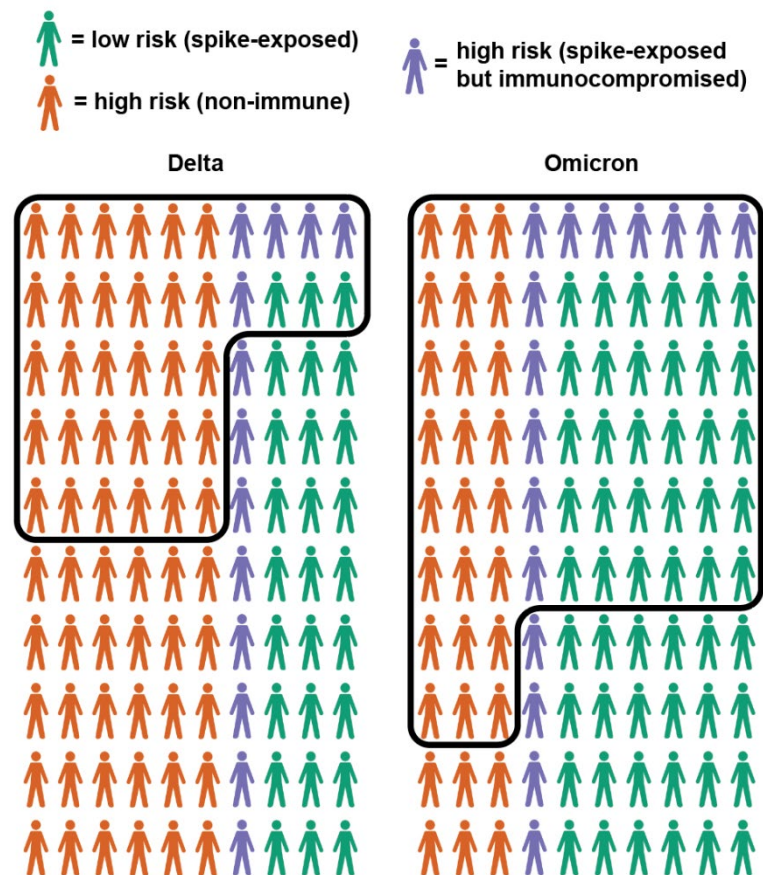 = low risk (spike-exposed)
= high risk (non-immune)
= high risk (spike-exposed
but immunocompromised)
Delta
Omicron